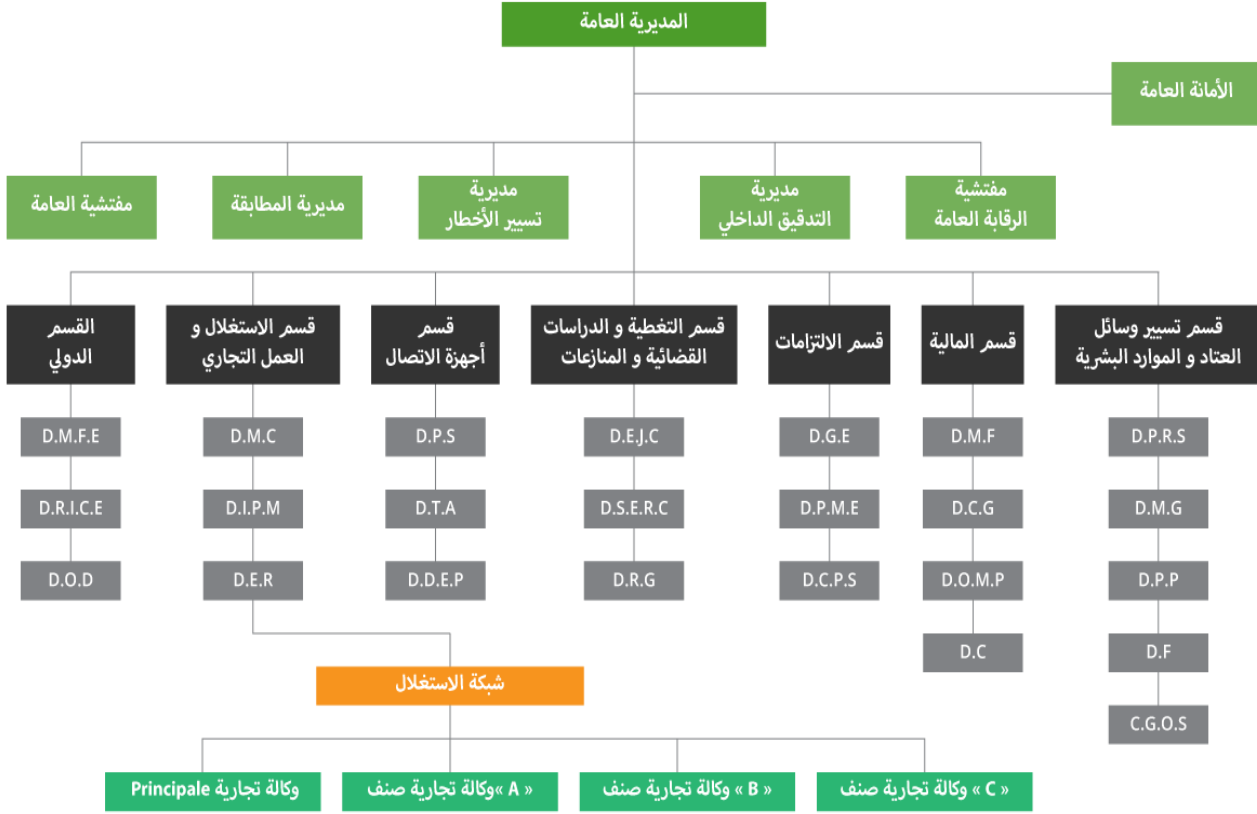 المديرية العامة
الأمانة العامة
مفتشية
الرقابة العامة
مديرية
التدقيق الداخلي
مديرية
تسيير الأخطار
مديرية المطابقة
مفتشية العامة
قسم تسيير وسائل
العتاد و الموارد البشرية
قسم المالية
قسم الالتزامات
قسم التغطية و الدراسات
القضائية و المنازعات
قسم
أجهزة الاتصال
قسم الاستغلال و
العمل التجاري
القسم
الدولي
D.P.R.S
D.M.F
D.G.E
D.E.J.C
D.P.S
D.M.C
D.M.F.E
D.M.G
D.C.G
D.P.M.E
D.S.E.R.C
D.T.A
D.I.P.M
D.R.I.C.E
D.P.P
D.O.M.P
D.C.P.S
D.R.G
D.D.E.P
D.E.R
D.O.D
D.F
D.C
C.G.O.S
شبكة الاستغلال
« C » وكالة تجارية صنف
« B » وكالة تجارية صنف
« A »وكالة تجارية صنف
وكالة تجارية Principale